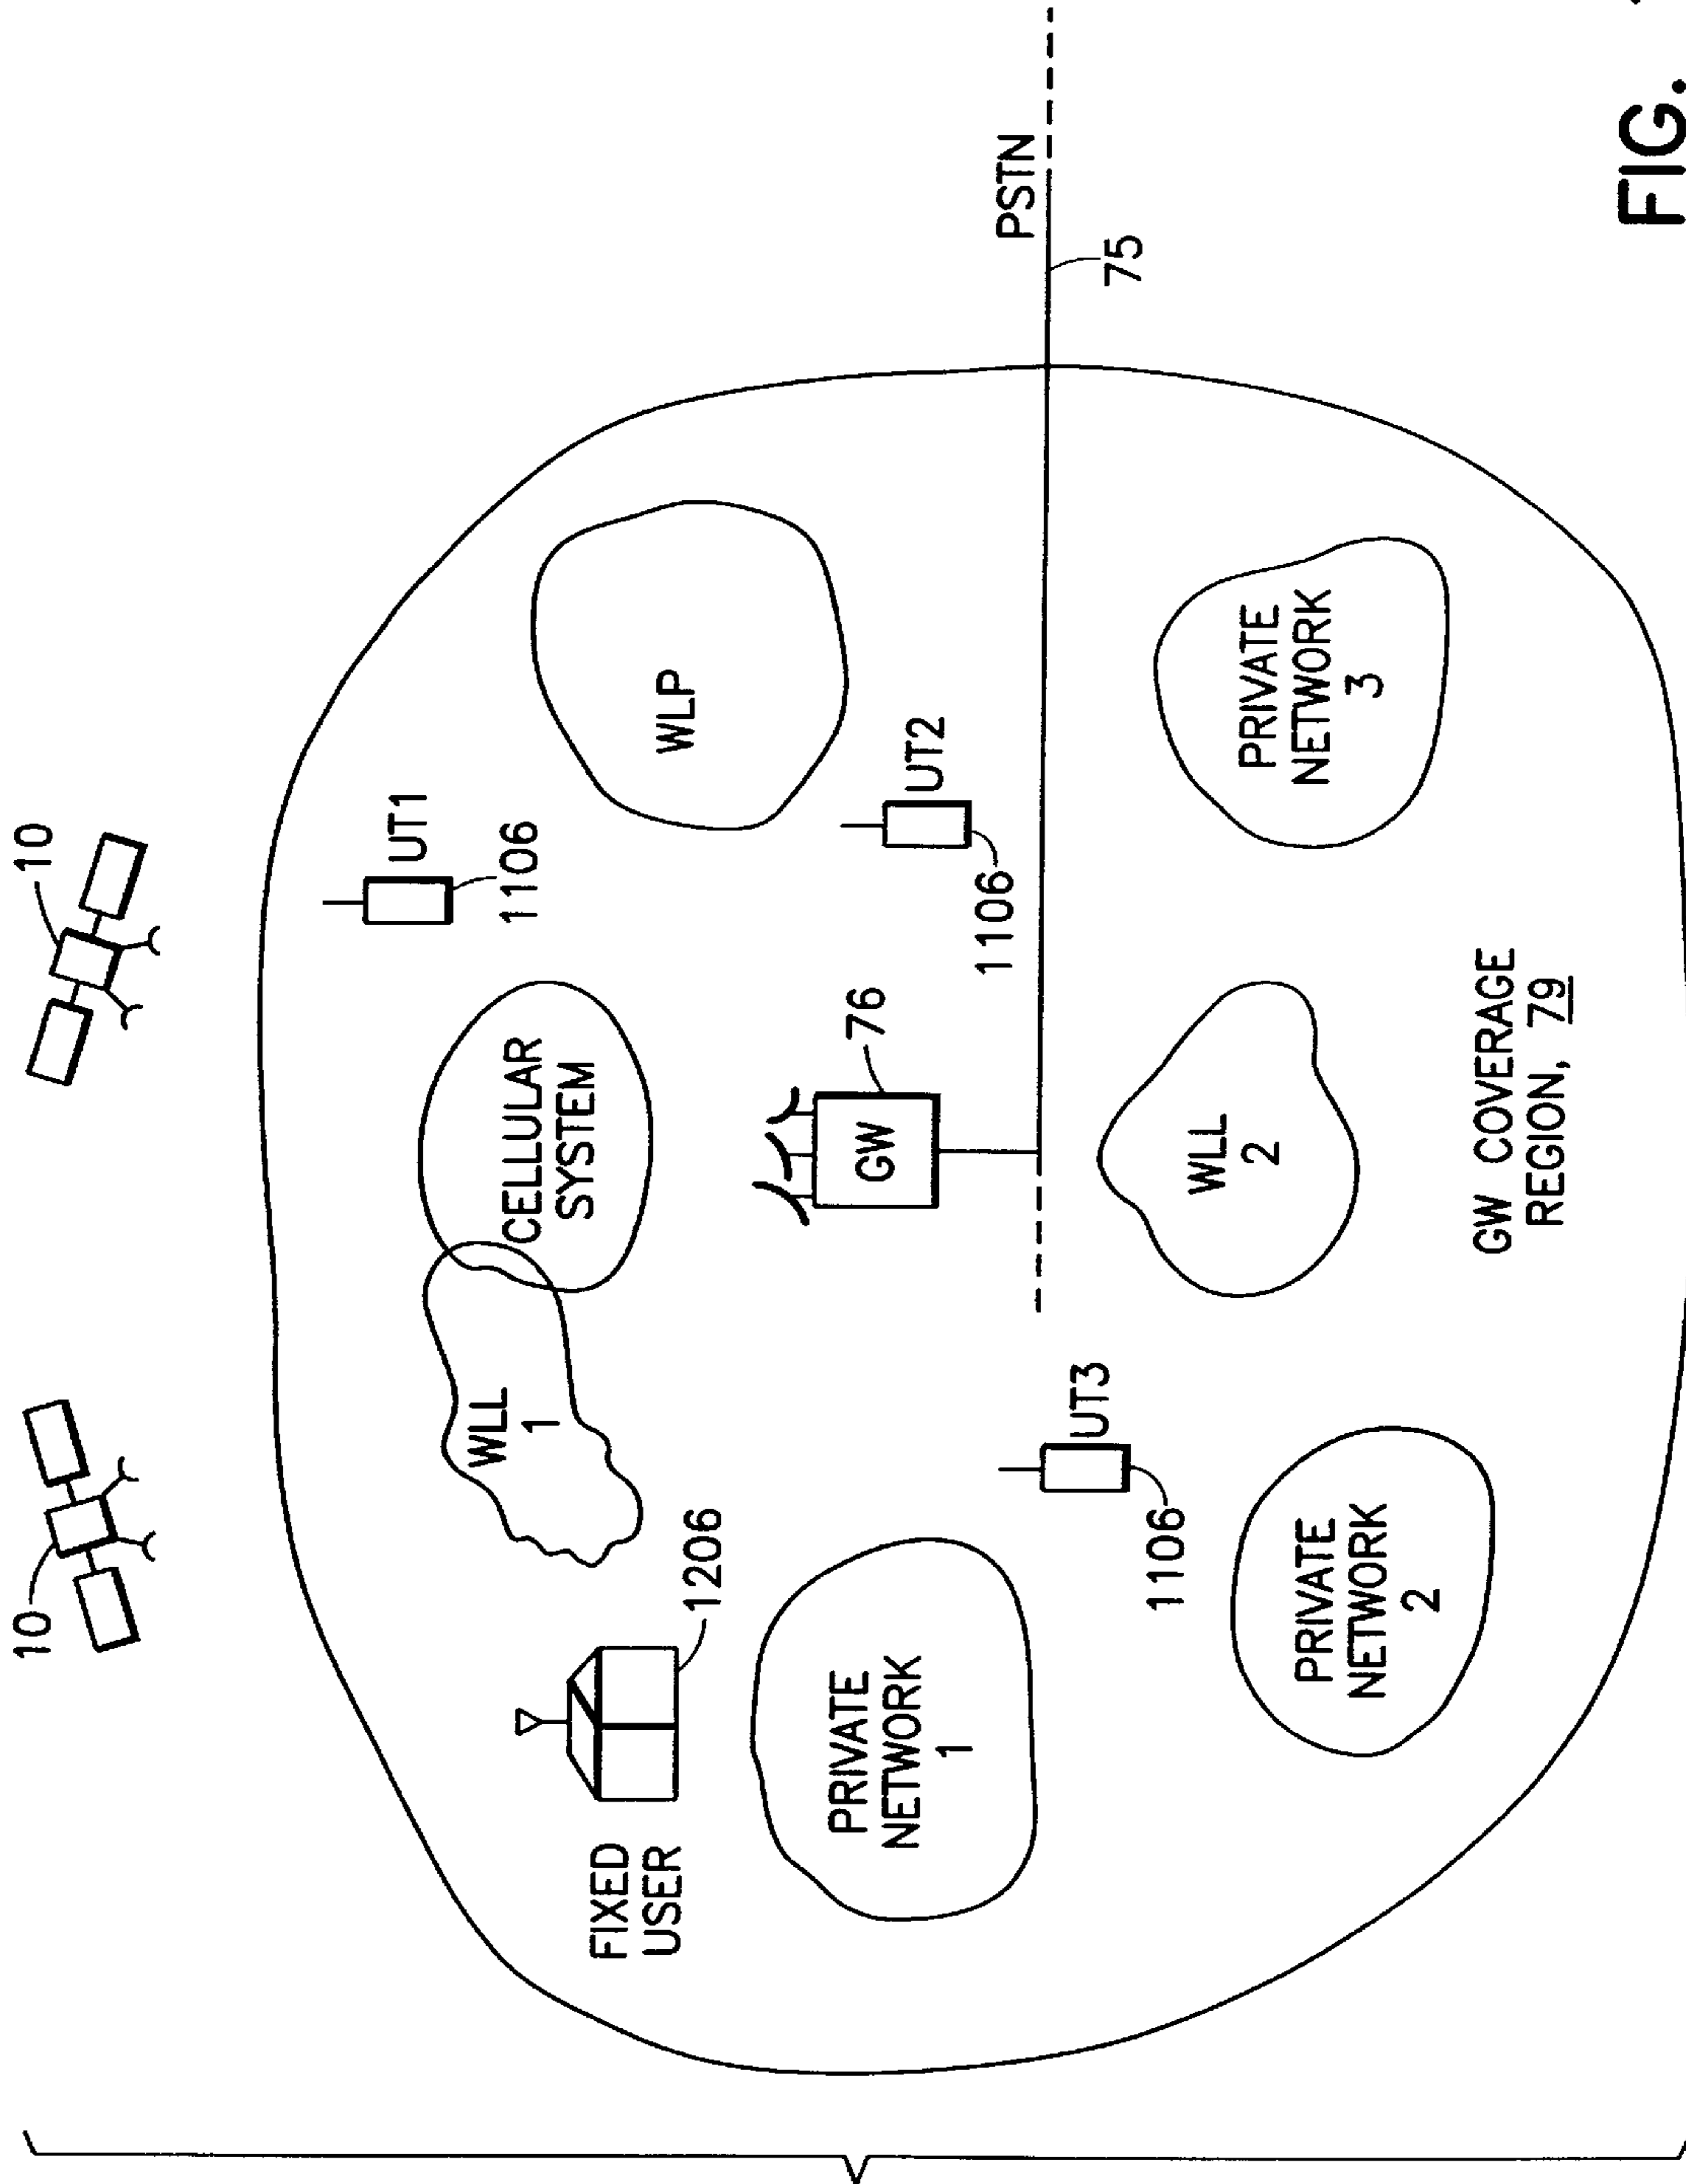 10
10
UT1
1106
CELLULAR
SYSTEM
WLL
1
WLP
FIXED
USER
1206
76
GW
UT2
1106
PSTN
75
PRIVATE
NETWORK
1
UT3
1106
WLL
2
PRIVATE
NETWORK
3
PRIVATE
NETWORK
2
GW COVERAGE
REGION, 79
FIG.